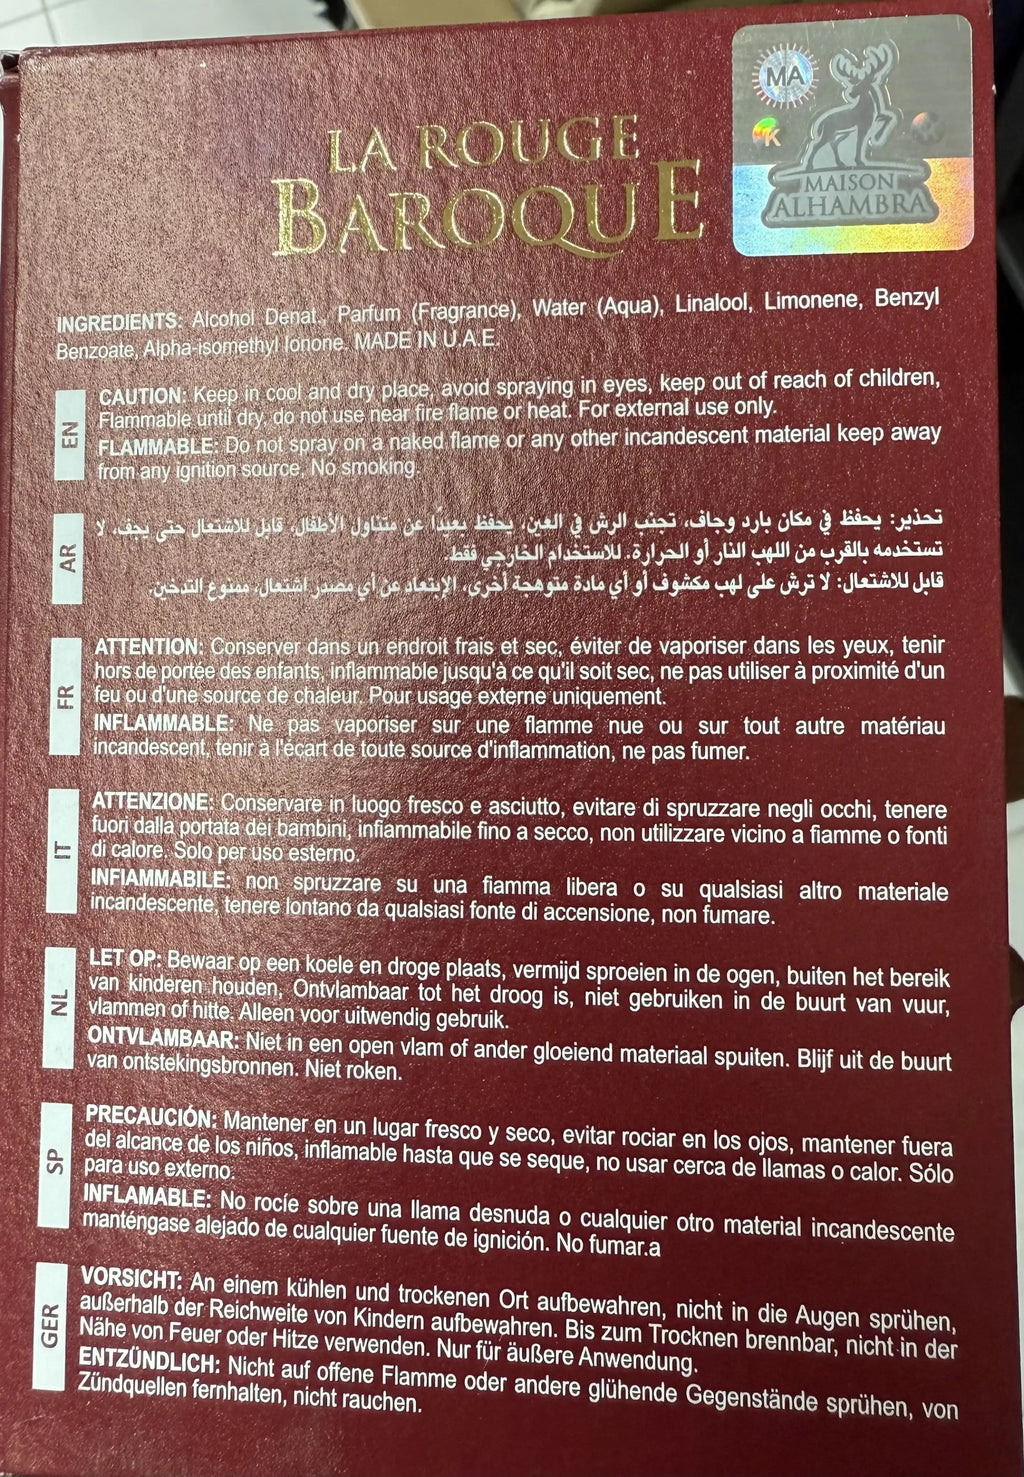 LA ROUGE
BAROQUE
MA
K
MAISON
ALHAMBRA
INGREDIENTS: Alcohol Denat., Parfum (Fragrance), Water (Aqua), Linalool, Limonene, Benzyl
Benzoate, Alpha-isomethyl Ionone. MADE IN U.A.E.
EN
CAUTION: Keep in cool and dry place, avoid spraying in eyes, keep out of reach of children,
Flammable until dry, do not use near fire flame or heat. For external use only.
FLAMMABLE: Do not spray on a naked flame or any other incandescent material keep away
from any ignition source. No smoking.
AR
تحذير: يحفظ في مكان بارد وجاف، تجنب الرش في العين، يحفظ بعيدًا عن متناول الأطفال، قابل للاشتعال حتى يجف، لا
تستخدمه بالقرب من اللهب النار أو الحرارة. للاستخدام الخارجي فقط.
قابل للاشتعال: لا ترش على لهب مكشوف أو أي مادة متوهجة أخرى، الإبتعاد عن أي مصدر اشتعال، ممنوع التدخين.
FR
ATTENTION: Conserver dans un endroit frais et sec, éviter de vaporiser dans les yeux, tenir
hors de portée des enfants, inflammable jusqu'à ce qu'il soit sec, ne pas utiliser à proximité d'un
feu ou d'une source de chaleur. Pour usage externe uniquement.
INFLAMMABLE: Ne pas vaporiser sur une flamme nue ou sur tout autre matériau
incandescent, tenir à l'écart de toute source d'inflammation, ne pas fumer.
IT
ATTENZIONE: Conservare in luogo fresco e asciutto, evitare di spruzzare negli occhi, tenere
fuori dalla portata dei bambini, infiammabile fino a secco, non utilizzare vicino a fiamme o fonti
di calore. Solo per uso esterno.
INFIAMMABILE: non spruzzare su una fiamma libera o su qualsiasi altro materiale
incandescente, tenere lontano da qualsiasi fonte di accensione, non fumare.
NL
LET OP: Bewaar op een koele en droge plaats, vermijd sproeien in de ogen, buiten het bereik
van kinderen houden, Ontvlambaar tot het droog is, niet gebruiken in de buurt van vuur,
vlammen of hitte. Alleen voor uitwendig gebruik.
ONTVLAMBAAR: Niet in een open vlam of ander gloeiend materiaal spuiten. Blijf uit de buurt
van ontstekingsbronnen. Niet roken.
SP
PRECAUCIÓN: Mantener en un lugar fresco y seco, evitar rociar en los ojos, mantener fuera
del alcance de los niños, inflamable hasta que se seque, no usar cerca de llamas o calor. Sólo
para uso externo.
INFLAMABLE: No rocíe sobre una llama desnuda o cualquier otro material incandescente
manténgase alejado de cualquier fuente de ignición. No fumar.a
GER
VORSICHT: An einem kühlen und trockenen Ort aufbewahren, nicht in die Augen sprühen,
außerhalb der Reichweite von Kindern aufbewahren. Bis zum Trocknen brennbar, nicht in der
Nähe von Feuer oder Hitze verwenden. Nur für äußere Anwendung.
ENTZÜNDLICH: Nicht auf offene Flamme oder andere glühende Gegenstände sprühen, von
Zündquellen fernhalten, nicht rauchen.